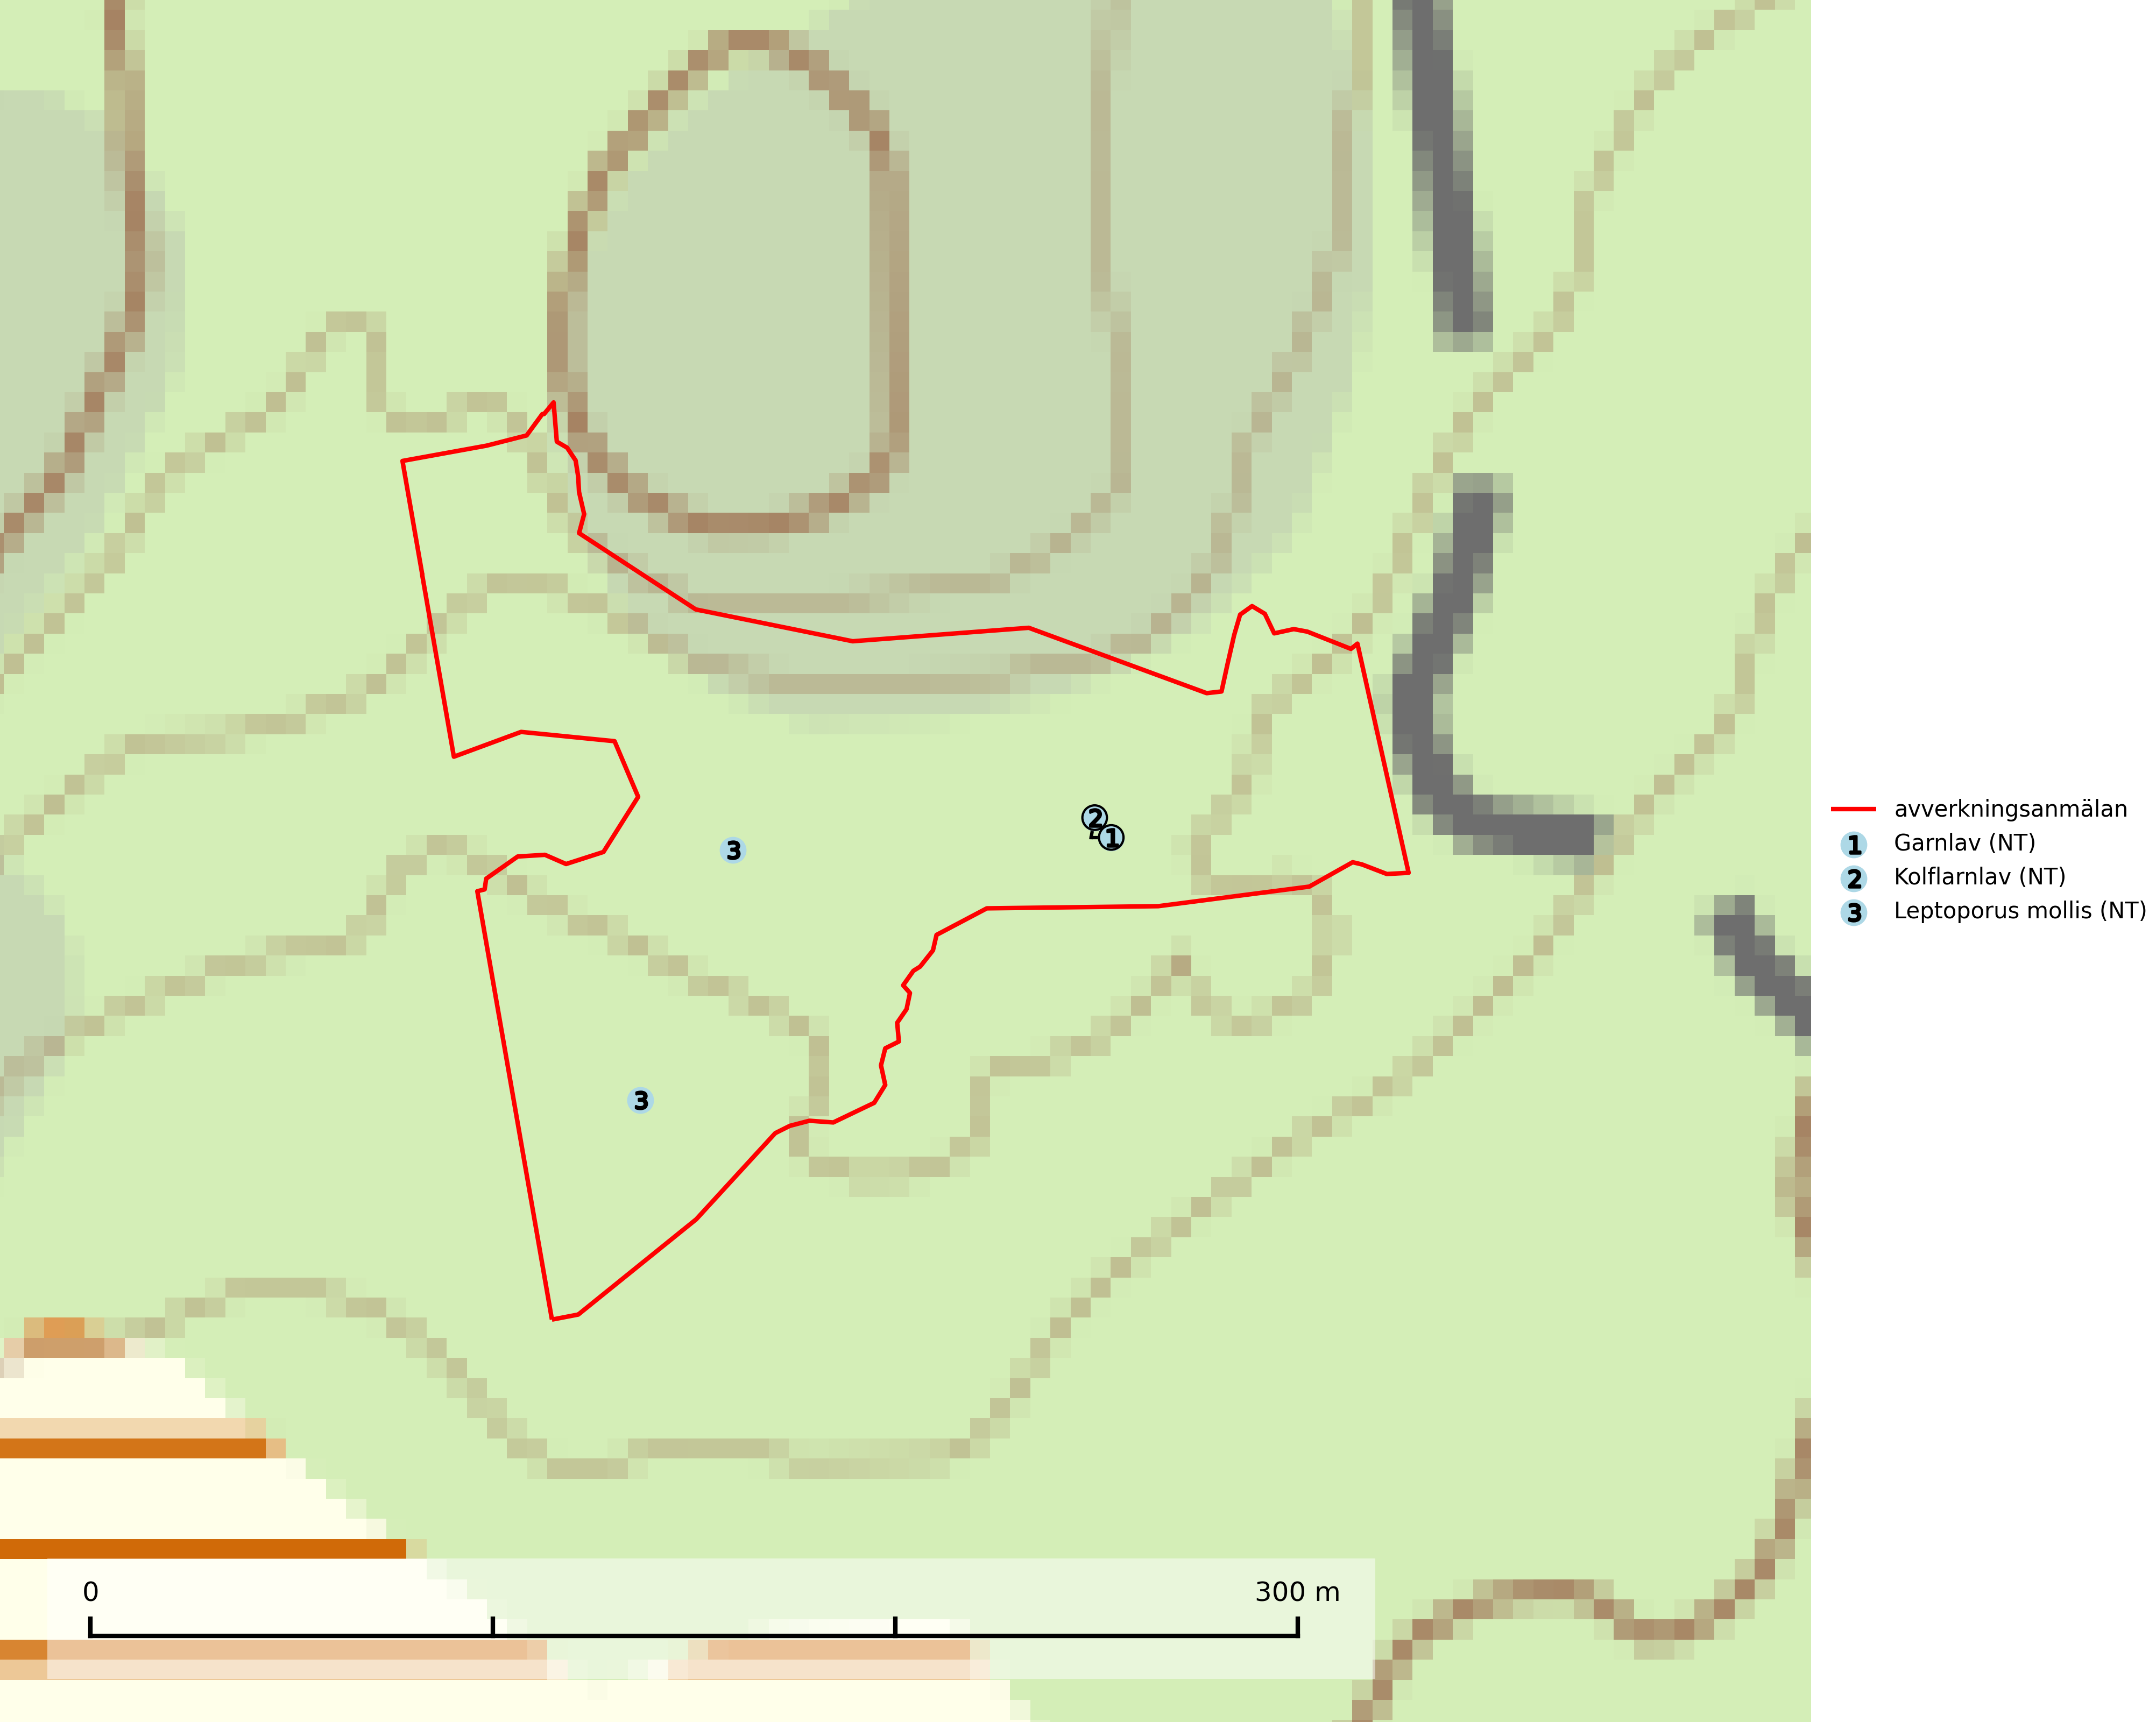 2
1
3
3
avverkningsanmälan
1 Garnlav (NT)
2 Kolflarnlav (NT)
3 Leptoporus mollis (NT)
0 300 m